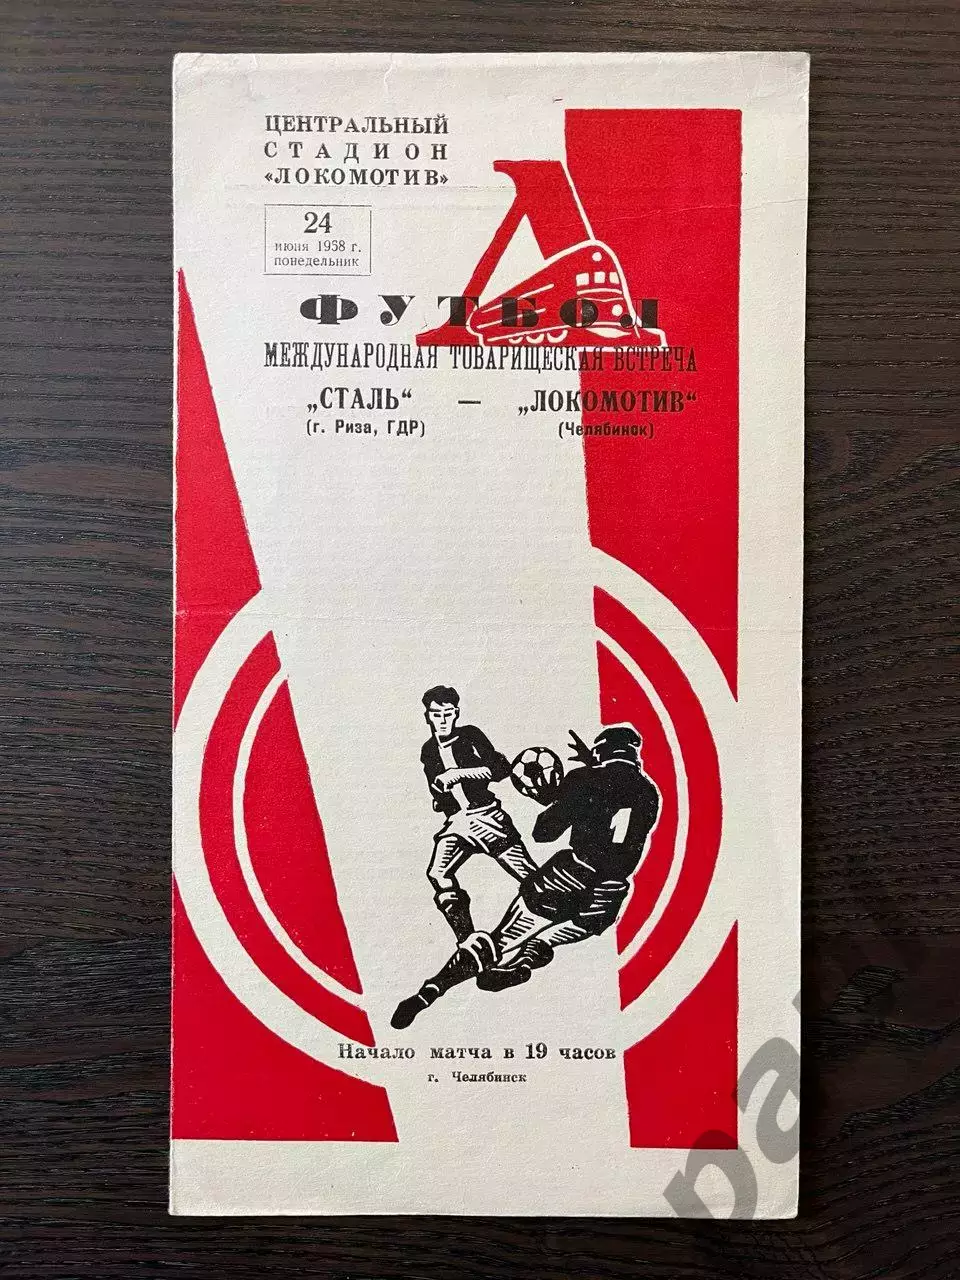 ЦЕНТРАЛЬНЫЙ
СТАДИОН
«ЛОКОМОТИВ»
24
июня 1958 г.
понедельник
ФУТБОЛ
МЕЖДУНАРОДНАЯ ТОВАРИЩЕСКАЯ ВСТРЕЧА
„СТАЛЬ“ — „ЛОКОМОТИВ“
(г. Риза, ГДР) (Челябинск)
1
Начало матча в 19 часов
г. Челябинск